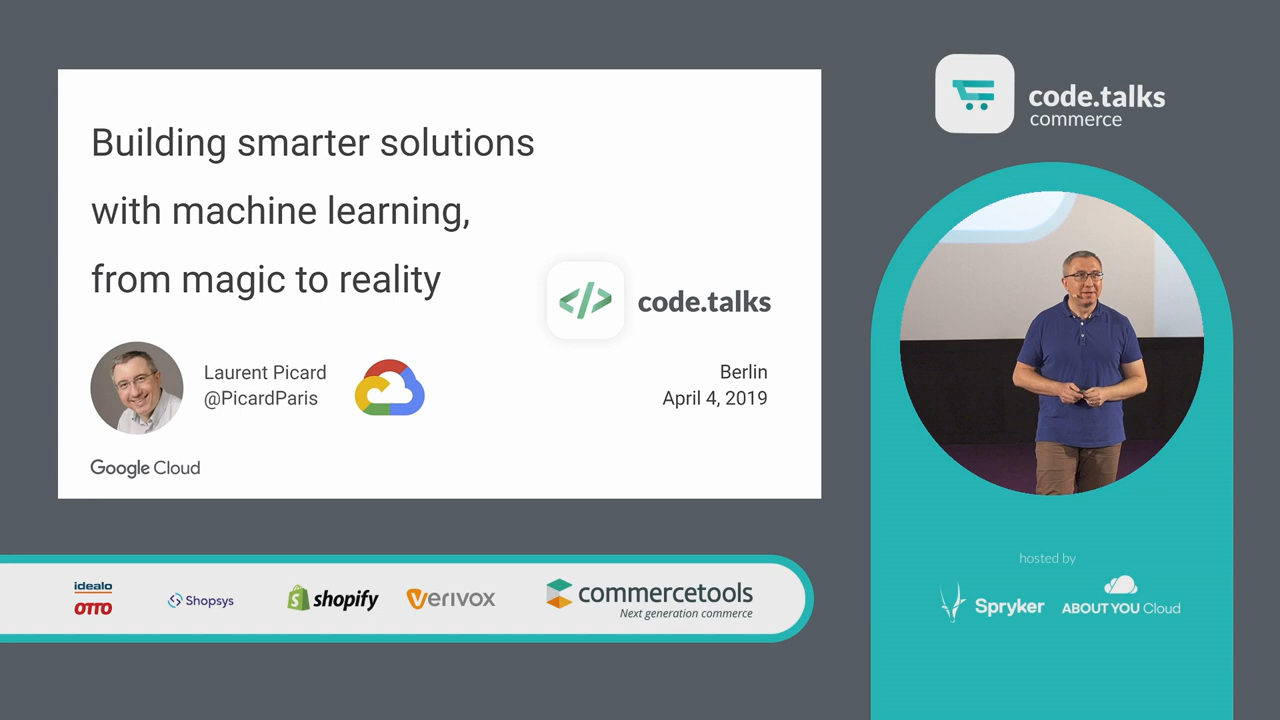 Building smarter solutions
with machine learning,
from magic to reality
</> code.talks
Laurent Picard
@PicardParis
Berlin
April 4, 2019
Google Cloud
code.talks
commerce
hosted by
Spryker
ABOUT YOU Cloud
idealo
OTTO
Shopsys
shopify
VERIVOX
commercetools
Next generation commerce